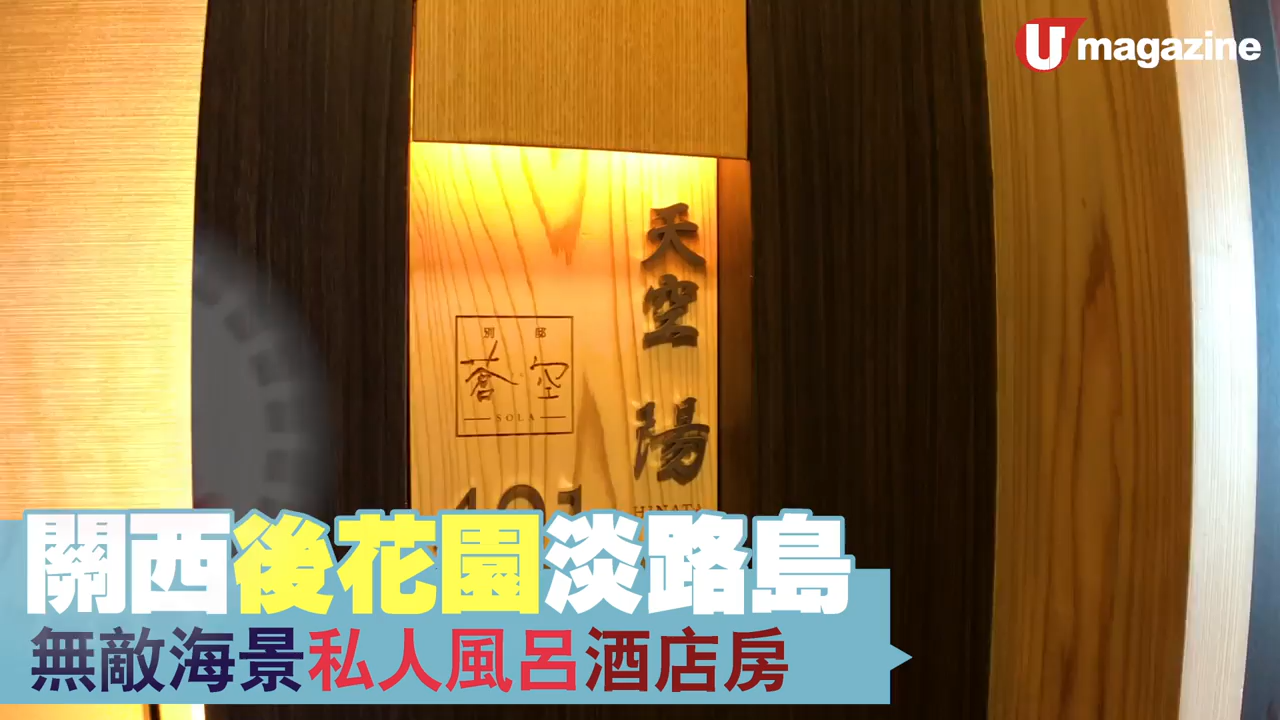 U magazine
天空 陽
別邸
蒼空
SOLA
關西後花園淡路島
無敵海景私人風呂酒店房